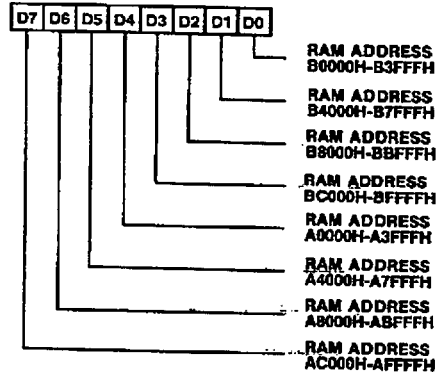 D7 D6 D5 D4 D3 D2 D1 D0
RAM ADDRESS
B0000H-B3FFFH
RAM ADDRESS
B4000H-B7FFFH
RAM ADDRESS
B8000H-BBFFFH
RAM ADDRESS
BC000H-BFFFFH
RAM ADDRESS
A0000H-A3FFFH
RAM ADDRESS
A4000H-A7FFFH
RAM ADDRESS
A8000H-ABFFFH
RAM ADDRESS
AC000H-AFFFFH